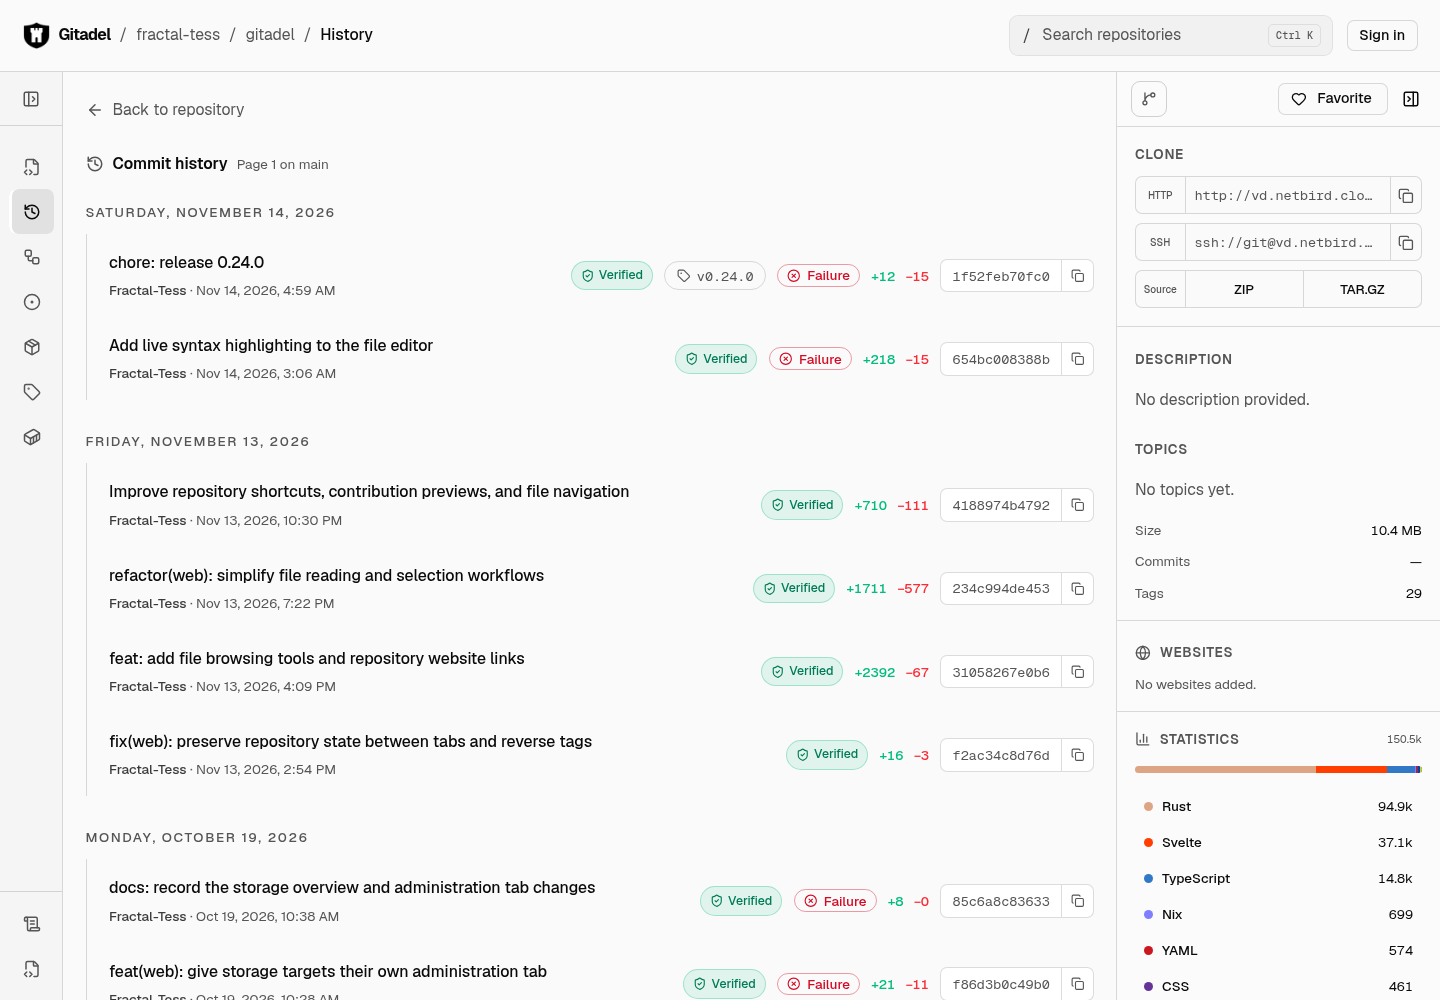 Gitadel / fractal-tess / gitadel / History
/ Search repositories Ctrl K
Sign in
Back to repository
Commit history Page 1 on main
SATURDAY, NOVEMBER 14, 2026
chore: release 0.24.0
Fractal-Tess · Nov 14, 2026, 4:59 AM
Verified v0.24.0 Failure +12 −15 1f52feb70fc0
Add live syntax highlighting to the file editor
Fractal-Tess · Nov 14, 2026, 3:06 AM
Verified Failure +218 −15 654bc008388b
FRIDAY, NOVEMBER 13, 2026
Improve repository shortcuts, contribution previews, and file navigation
Fractal-Tess · Nov 13, 2026, 10:30 PM
Verified +710 −111 4188974b4792
refactor(web): simplify file reading and selection workflows
Fractal-Tess · Nov 13, 2026, 7:22 PM
Verified +1711 −577 234c994de453
feat: add file browsing tools and repository website links
Fractal-Tess · Nov 13, 2026, 4:09 PM
Verified +2392 −67 31058267e0b6
fix(web): preserve repository state between tabs and reverse tags
Fractal-Tess · Nov 13, 2026, 2:54 PM
Verified +16 −3 f2ac34c8d76d
MONDAY, OCTOBER 19, 2026
docs: record the storage overview and administration tab changes
Fractal-Tess · Oct 19, 2026, 10:38 AM
Verified Failure +8 −0 85c6a8c83633
feat(web): give storage targets their own administration tab
Fractal-Tess · Oct 19, 2026, 10:28 AM
Verified Failure +21 −11 f86d3b0c49b0
Favorite
CLONE
HTTP http://vd.netbird.clo…
SSH ssh://git@vd.netbird.…
Source ZIP TAR.GZ
DESCRIPTION
No description provided.
TOPICS
No topics yet.
Size 10.4 MB
Commits —
Tags 29
WEBSITES
No websites added.
STATISTICS 150.5k
Rust 94.9k
Svelte 37.1k
TypeScript 14.8k
Nix 699
YAML 574
CSS 461